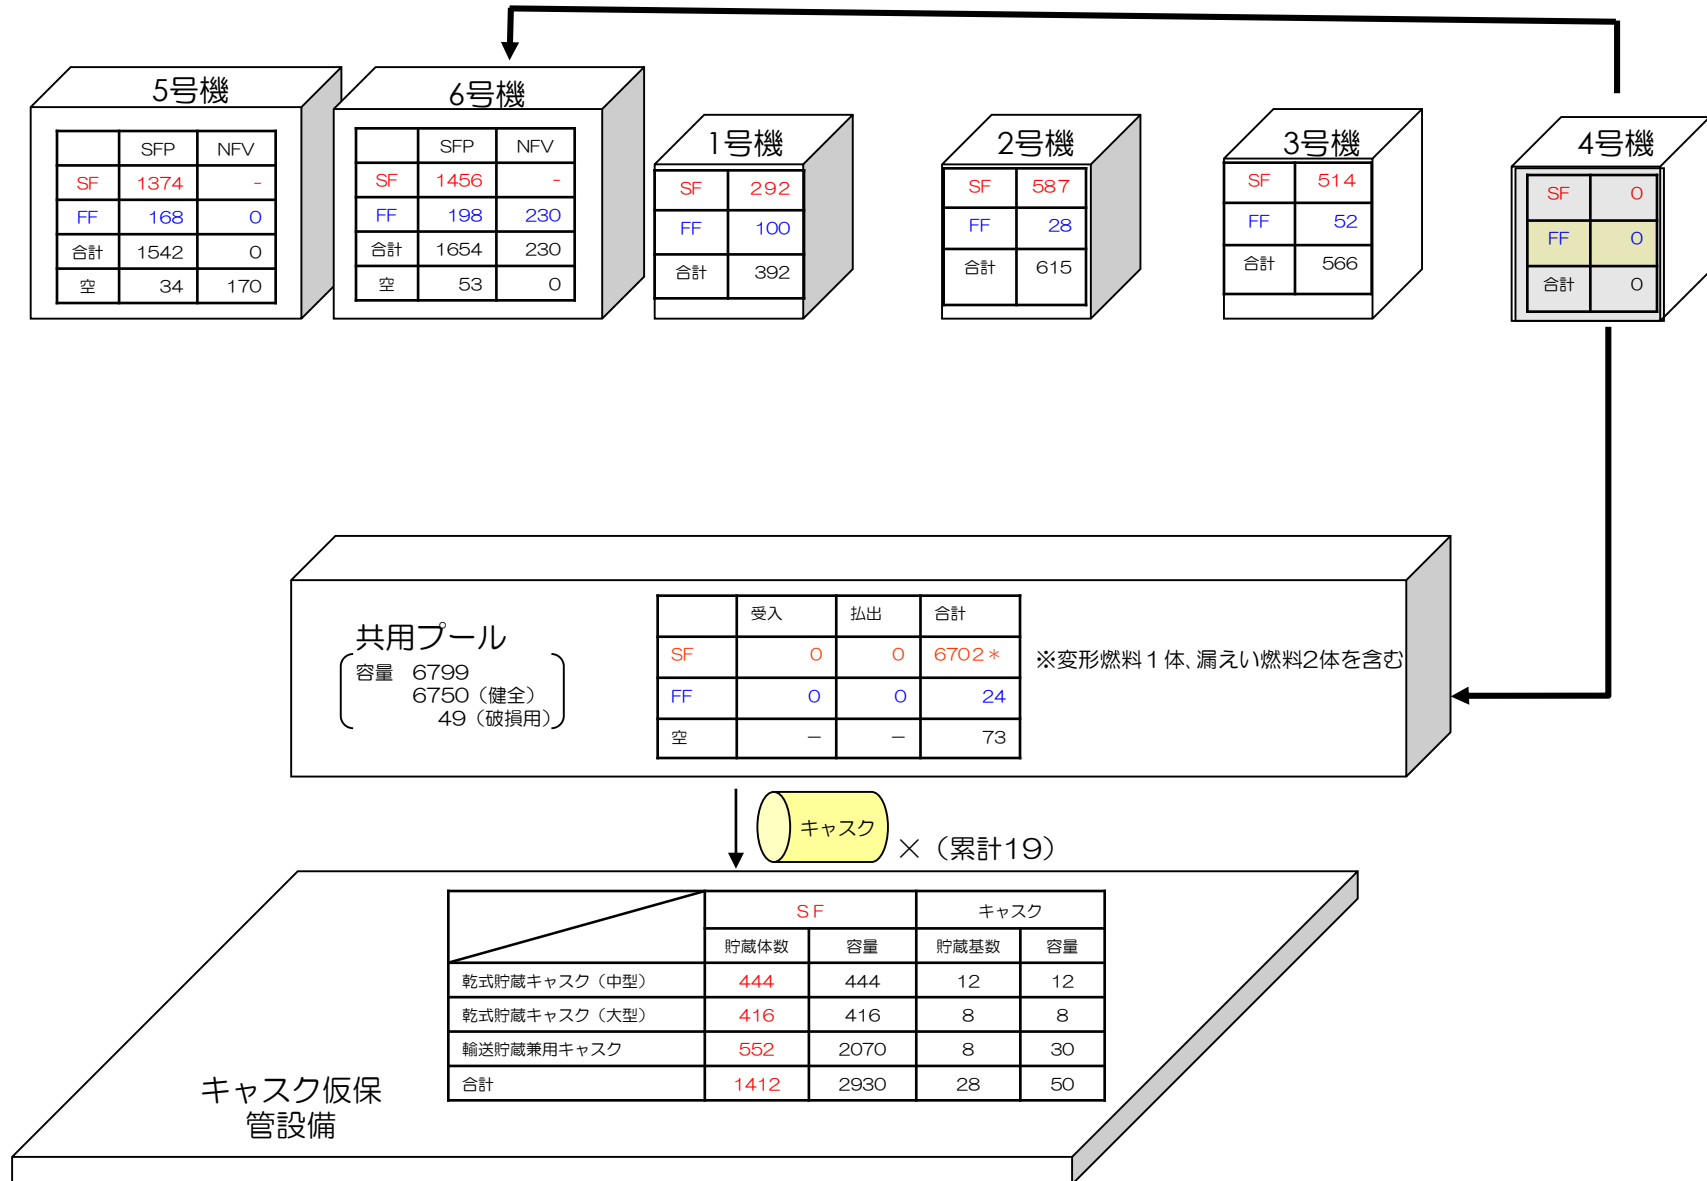 5号機
SFP NFV
SF 1374 -
FF 168 0
合計 1542 0
空 34 170
6号機
SFP NFV
SF 1456 -
FF 198 230
合計 1654 230
空 53 0
1号機
SF 292
FF 100
合計 392
2号機
SF 587
FF 28
合計 615
3号機
SF 514
FF 52
合計 566
4号機
SF 0
FF 0
合計 0
共用プール
容量 6799
6750（健全）
49（破損用）
受入 払出 合計
SF 0 0 6702＊
FF 0 0 24
空 － － 73
※変形燃料１体、漏えい燃料2体を含む
キャスク
×（累計19）
ＳＦ キャスク
貯蔵体数 容量 貯蔵基数 容量
乾式貯蔵キャスク（中型） 444 444 12 12
乾式貯蔵キャスク（大型） 416 416 8 8
輸送貯蔵兼用キャスク 552 2070 8 30
合計 1412 2930 28 50
キャスク仮保
管設備